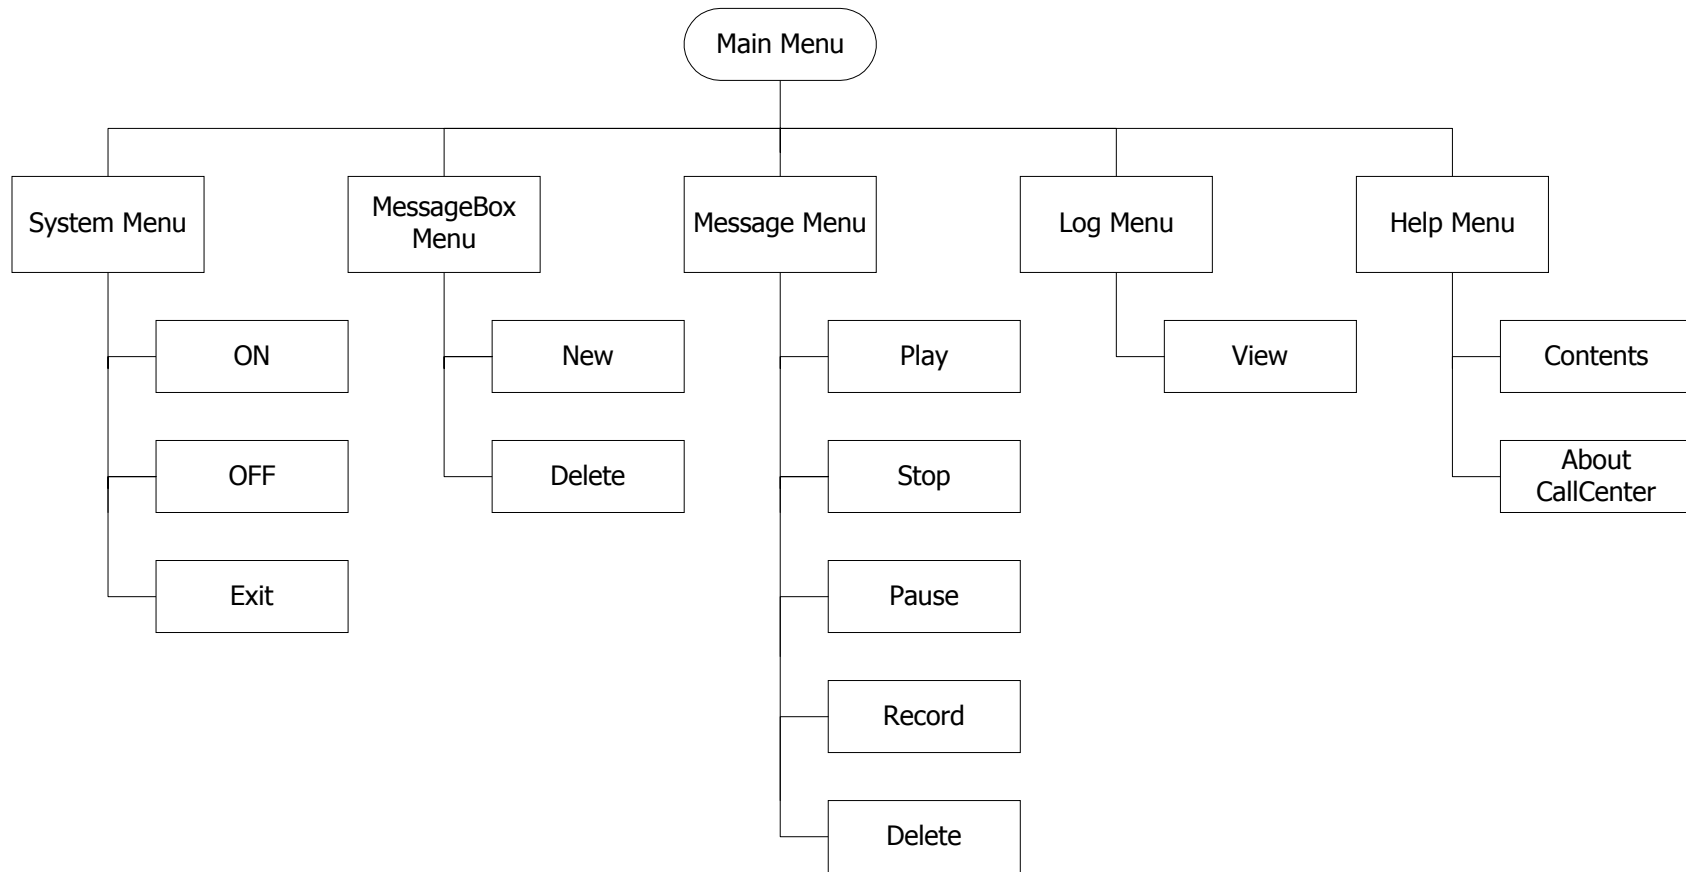 Main Menu
System Menu
MessageBox
Menu
Message Menu
Log Menu
Help Menu
ON
New
Play
View
Contents
OFF
Delete
Stop
About
CallCenter
Exit
Pause
Record
Delete